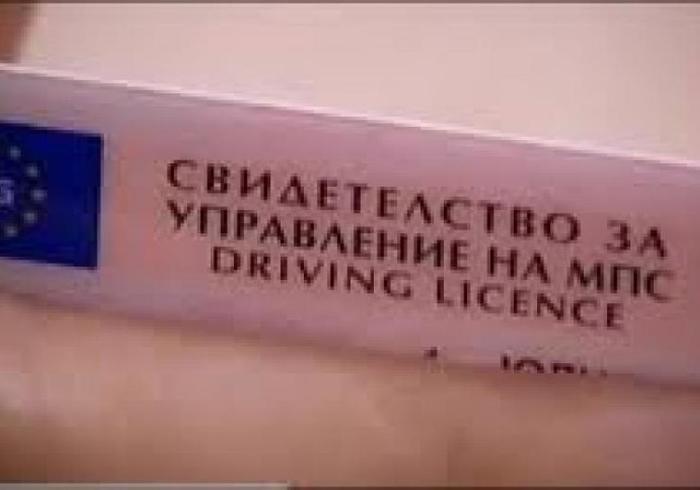 СВИДЕТЕЛСТВО ЗА
УПРАВЛЕНИЕ НА МПС
DRIVING LICENCE